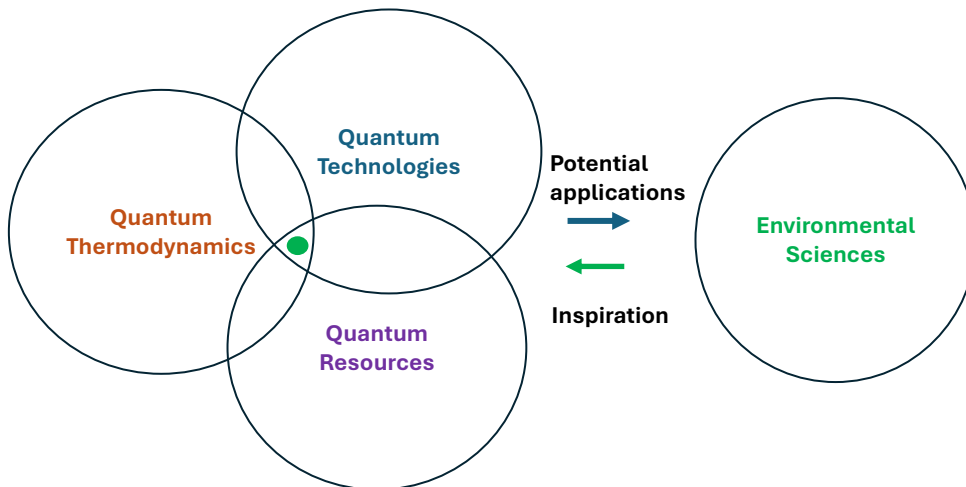 Quantum
Technologies
Quantum
Thermodynamics
Quantum
Resources
Potential
applications
Inspiration
Environmental
Sciences